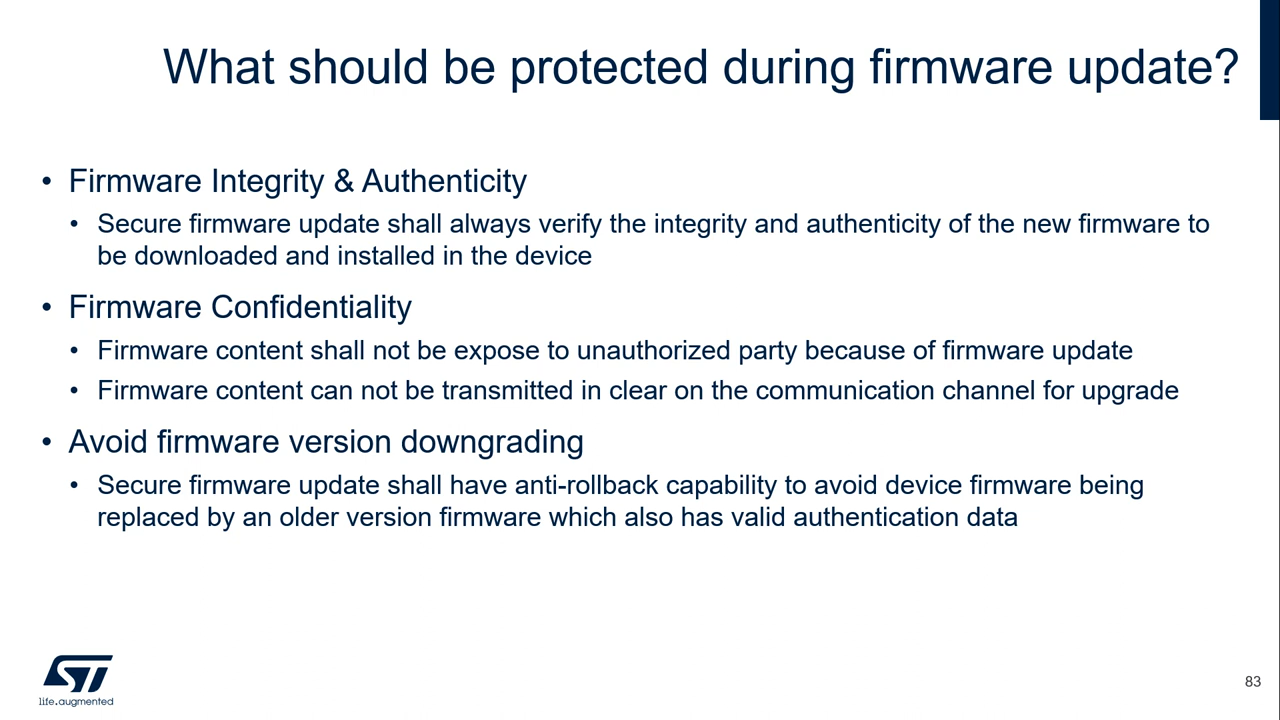 What should be protected during firmware update?
• Firmware Integrity & Authenticity
• Secure firmware update shall always verify the integrity and authenticity of the new firmware to
be downloaded and installed in the device
• Firmware Confidentiality
• Firmware content shall not be expose to unauthorized party because of firmware update
• Firmware content can not be transmitted in clear on the communication channel for upgrade
• Avoid firmware version downgrading
• Secure firmware update shall have anti-rollback capability to avoid device firmware being
replaced by an older version firmware which also has valid authentication data
ST
life.augmented
83